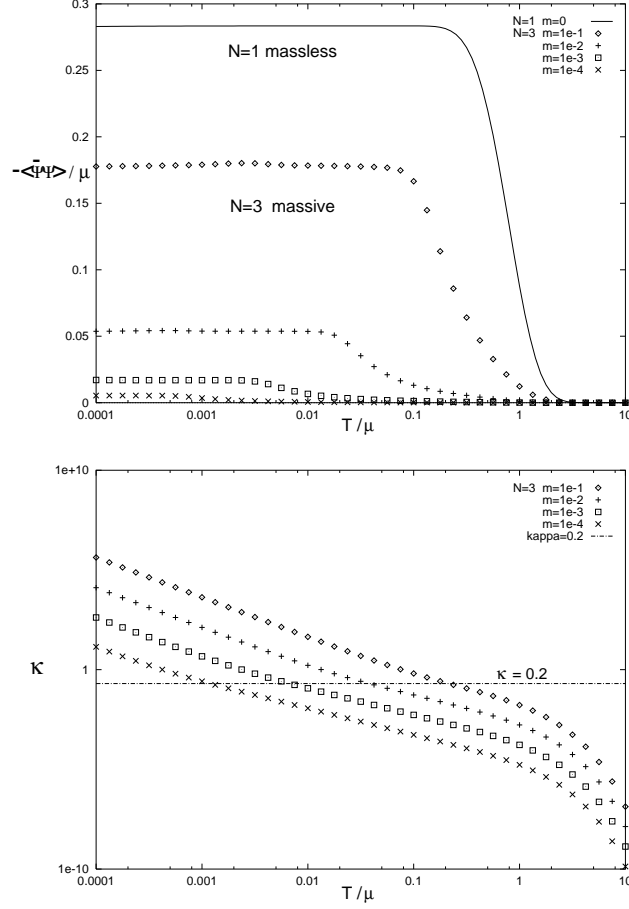 0.3
0.25
0.2
0.15
0.1
0.05
0
-<Ψ̄Ψ>/μ
N=1 m=0
N=3 m=1e-1
m=1e-2
m=1e-3
m=1e-4
N=1 massless
N=3 massive
0.0001 0.001 0.01 0.1 1 10
T/μ
1e+10
1
1e-10
κ
N=3 m=1e-1
m=1e-2
m=1e-3
m=1e-4
kappa=0.2
κ = 0.2
0.0001 0.001 0.01 0.1 1 10
T/μ